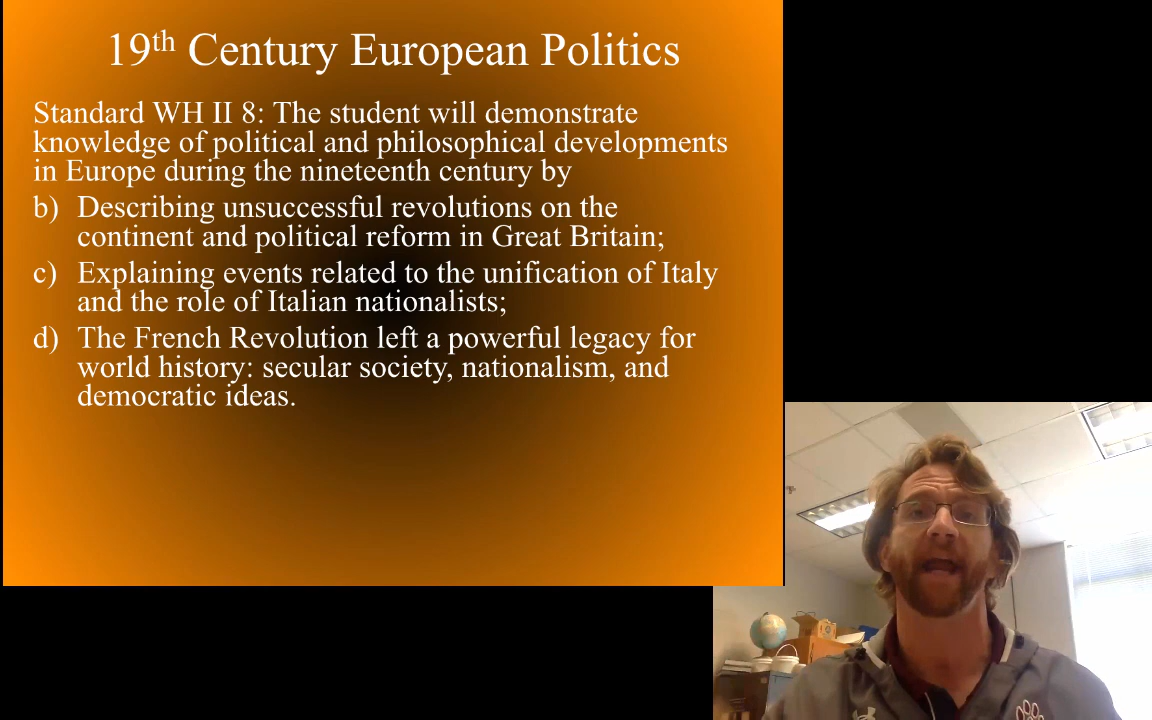 19th Century European Politics
Standard WH II 8: The student will demonstrate
knowledge of political and philosophical developments
in Europe during the nineteenth century by
b) Describing unsuccessful revolutions on the
continent and political reform in Great Britain;
c) Explaining events related to the unification of Italy
and the role of Italian nationalists;
d) The French Revolution left a powerful legacy for
world history: secular society, nationalism, and
democratic ideas.